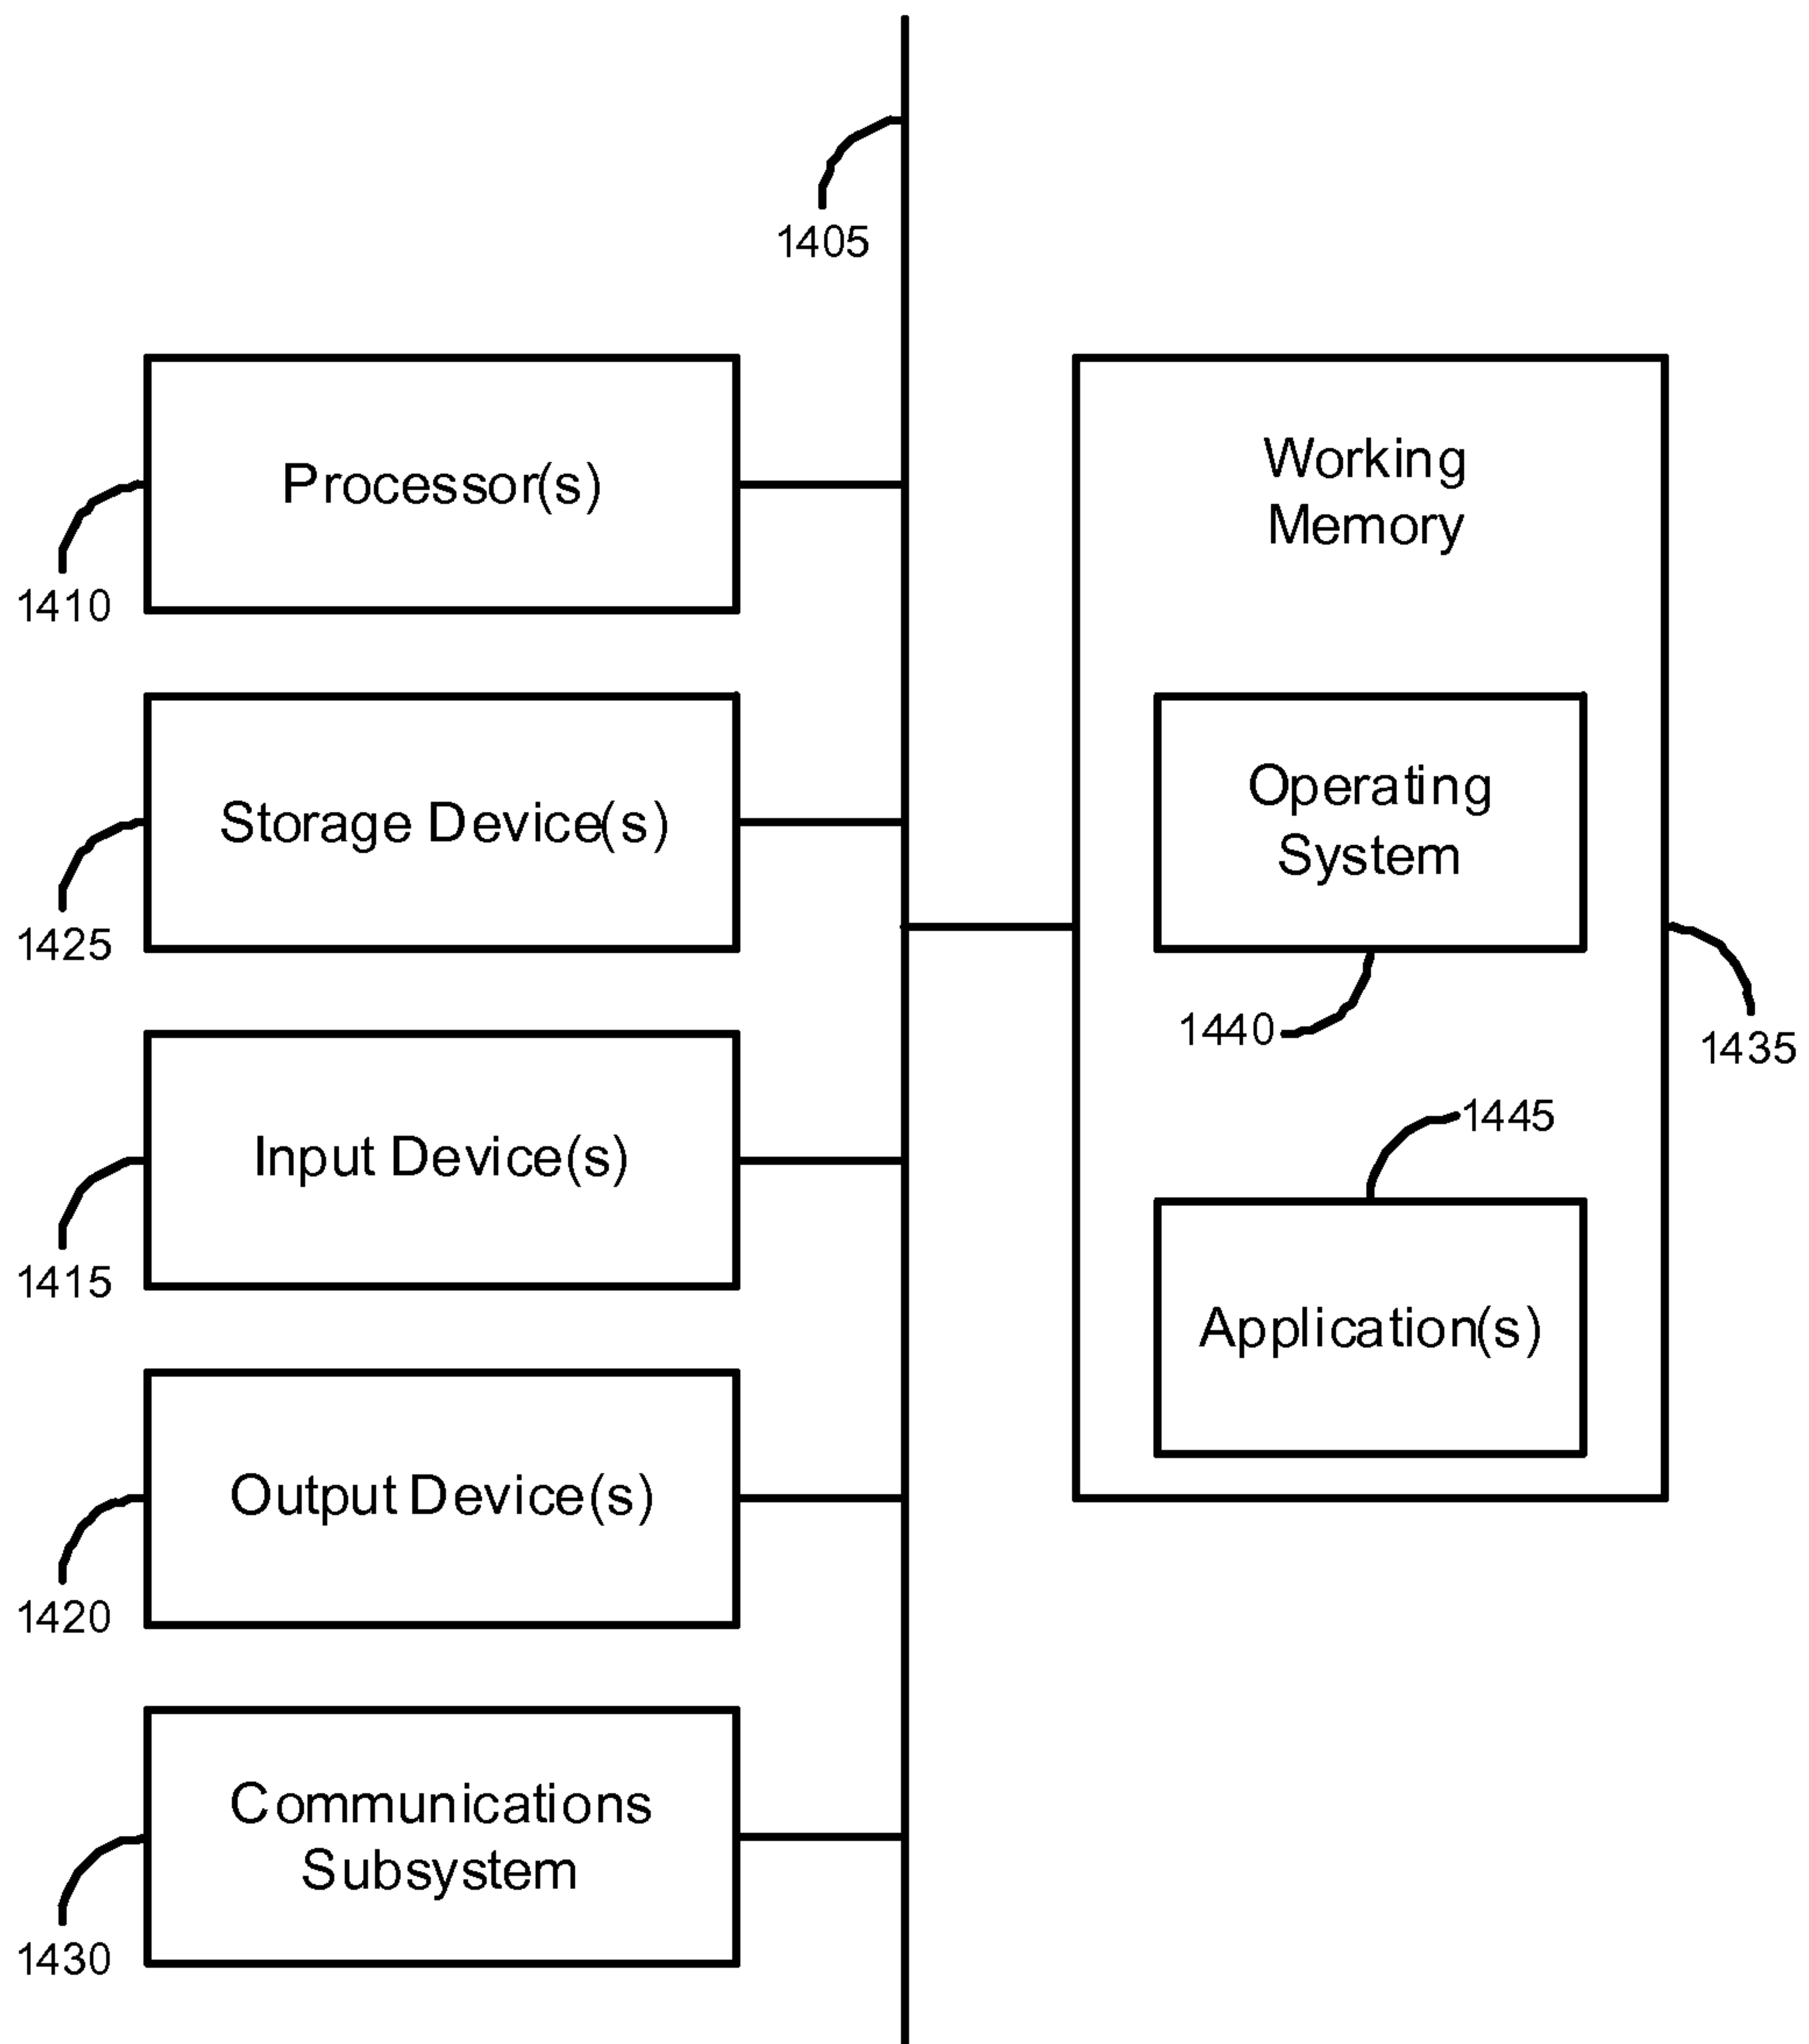 1405
Processor(s)
1410
Storage Device(s)
1425
Input Device(s)
1415
Output Device(s)
1420
Communications
Subsystem
1430
Working
Memory
Operating
System
1440
1435
1445
Application(s)